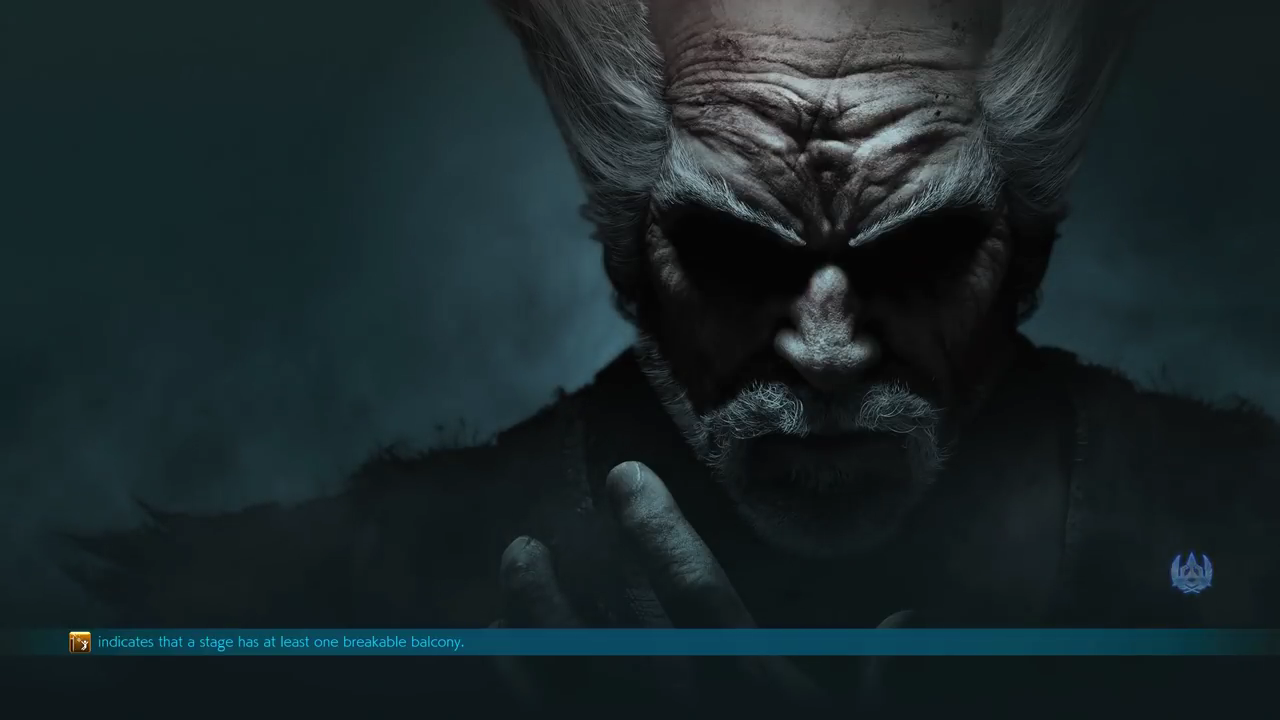 indicates that a stage has at least one breakable balcony.